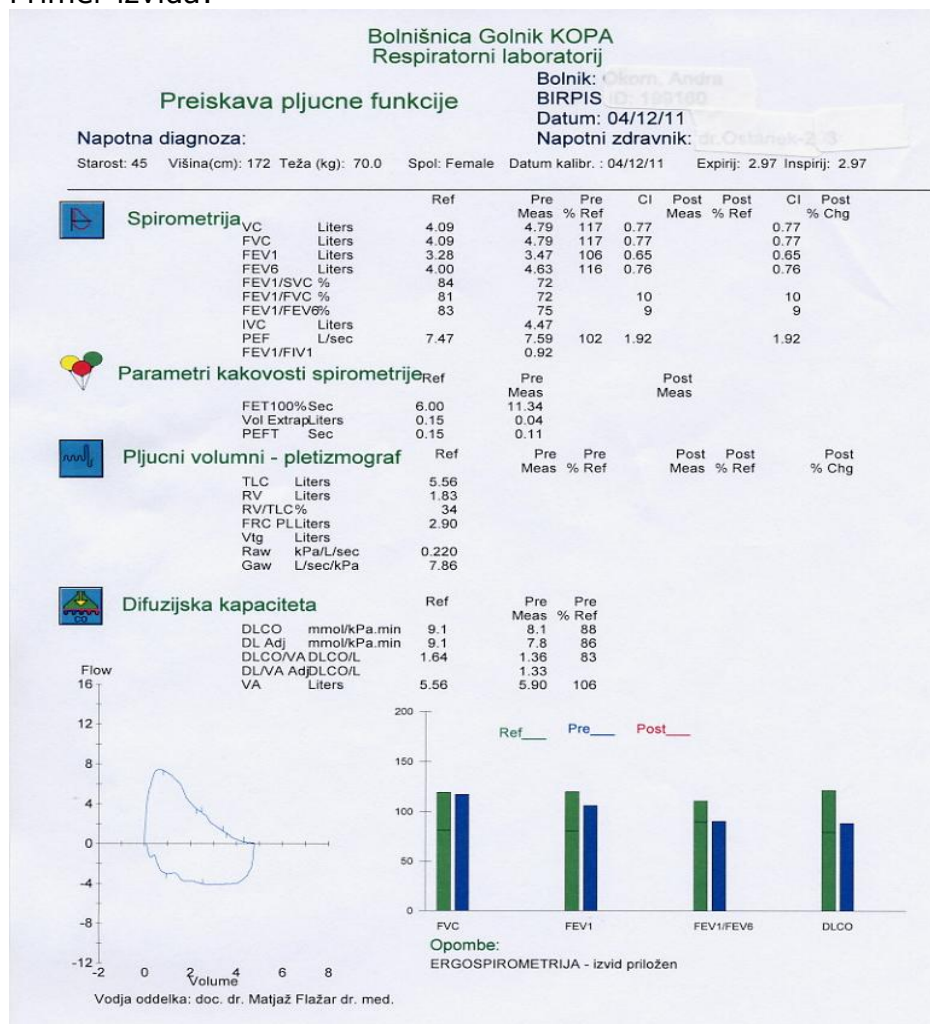 Primer izvida:
Bolnišnica Golnik KOPA
Respiratorni laboratorij
Preiskava pljucne funkcije
Bolnik: Okorn, Andra
BIRPIS ID:
Datum: 04/12/11
Napotna diagnoza:
Napotni zdravnik:
Starost: 45 Višina(cm): 172 Teža (kg): 70.0 Spol: Female Datum kalibr. : 04/12/11 Expirij: 2.97 Inspirij: 2.97
Spirometrija
Ref Pre Meas Pre % Ref CI Post Meas Post % Ref CI Post % Chg
VC Liters 4.09 4.79 117 0.77 0.77
FVC Liters 4.09 4.79 117 0.77 0.77
FEV1 Liters 3.28 3.47 106 0.65 0.65
FEV6 Liters 4.00 4.63 116 0.76 0.76
FEV1/SVC % 84 72
FEV1/FVC % 81 72 10 10
FEV1/FEV6% 83 75 9 9
IVC Liters 4.47
PEF L/sec 7.47 7.59 102 1.92 1.92
FEV1/FIV1 0.92
Parametri kakovosti spirometrije
Ref Pre Meas Post Meas
FET100%Sec 6.00 11.34
Vol ExtrapLiters 0.15 0.04
PEFT Sec 0.15 0.11
Pljucni volumni - pletizmograf
Ref Pre Meas Pre % Ref Post Meas Post % Ref Post % Chg
TLC Liters 5.56
RV Liters 1.83
RV/TLC% 34
FRC PLLiters 2.90
Vtg Liters
Raw kPa/L/sec 0.220
Gaw L/sec/kPa 7.86
CO
Difuzijska kapaciteta
Ref Pre Meas Pre % Ref
DLCO mmol/kPa.min 9.1 8.1 88
DL Adj mmol/kPa.min 9.1 7.8 86
DLCO/VA DLCO/L 1.64 1.36 83
DL/VA AdjDLCO/L 1.33
VA Liters 5.56 5.90 106
Flow
16
12
8
4
0
-4
-8
-12
-2 0 2 4 6 8
Volume
200
150
100
50
0
Ref Pre Post
FVC FEV1 FEV1/FEV6 DLCO
Opombe:
ERGOSPIROMETRIJA - izvid priložen
Vodja oddelka: doc. dr. Matjaž Flažar dr. med.